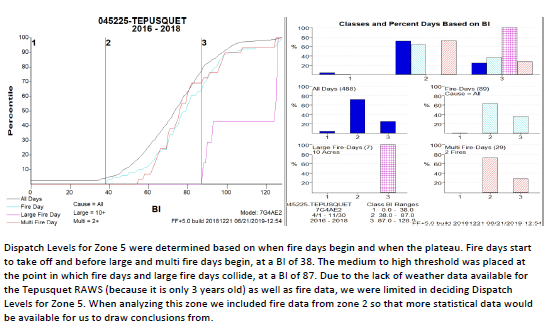 045225-TEPUSQUET
2016 - 2018
1
2
3
100
90
80
70
60
50
40
30
20
10
Percentile
0
20
40
60
80
100
120
BI
All Days
Fire Day
Large Fire Day
Multi Fire Day
Cause = All
Large = 10+
Multi = 2+
Model: 7G4AE2
FF+5.0 build 20181221 06/21/2019-12:54
Classes and Percent Days Based on BI
100
80
%
60
40
20
1
2
3
All Days (488)
Fire-Days (89)
Cause = All
Large Fire-Days (7)
10 Acres
Multi Fire-Days (29)
2 Fires
045225-TEPUSQUET
7G4AE2
4/1 - 11/30
2016 - 2018
Class BI
Ranges
1 0.0 - 38.0
2 38.0 - 87.0
3 87.0 -
FF+5.0 build 20181221 06/21/2019-12:54
Dispatch Levels for Zone 5 were determined based on when fire days begin and when the plateau. Fire days start
to take off and before large and multi fire days begin, at a BI of 38. The medium to high threshold was placed at
the point in which fire days and large fire days collide, at a BI of 87. Due to the lack of weather data available for
the Tepusquet RAWS (because it is only 3 years old) as well as fire data, we were limited in deciding Dispatch
Levels for Zone 5. When analyzing this zone we included fire data from zone 2 so that more statistical data would
be available for us to draw conclusions from.